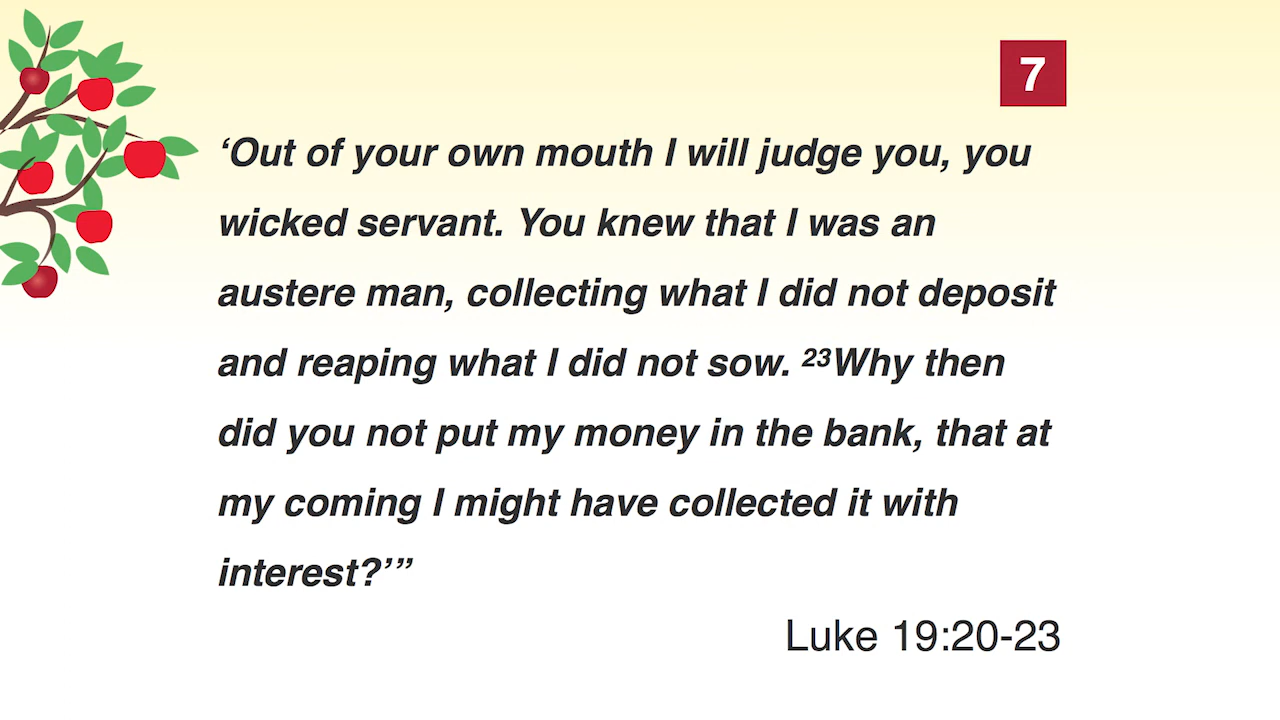 7
‘Out of your own mouth I will judge you, you
wicked servant. You knew that I was an
austere man, collecting what I did not deposit
and reaping what I did not sow. ²³Why then
did you not put my money in the bank, that at
my coming I might have collected it with
interest?’”
Luke 19:20-23